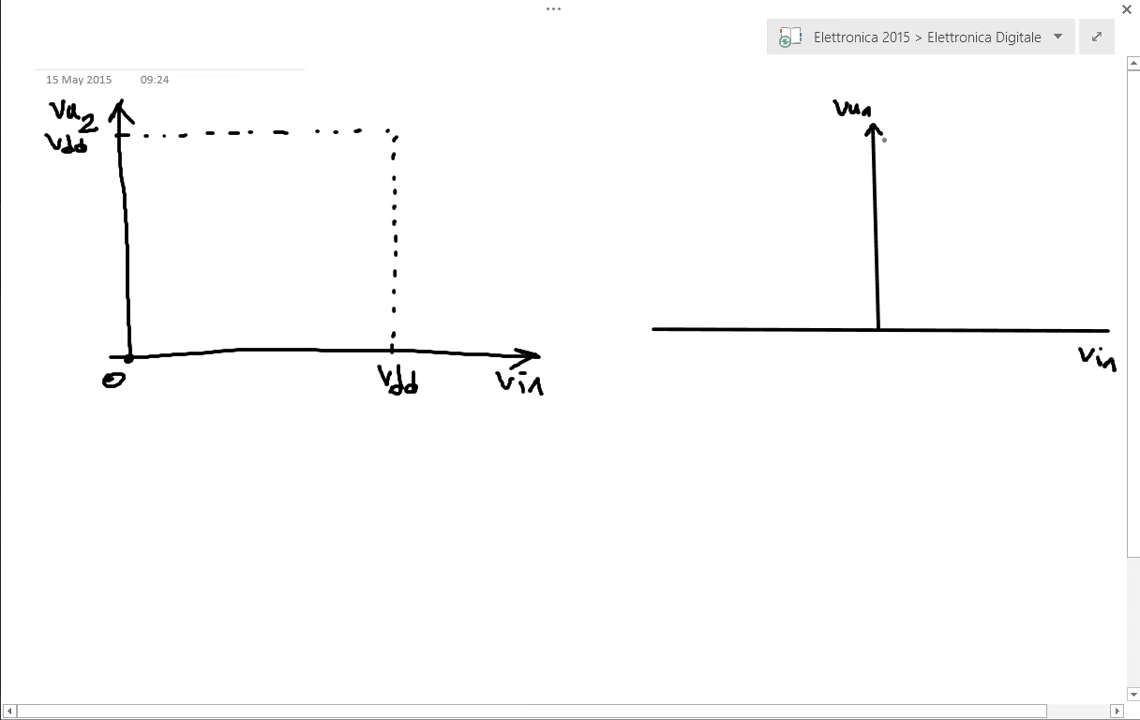 Elettronica 2015 > Elettronica Digitale
15 May 2015 09:24
Vu2
Vdd
0
Vdd
Vin
Vu1
Vin